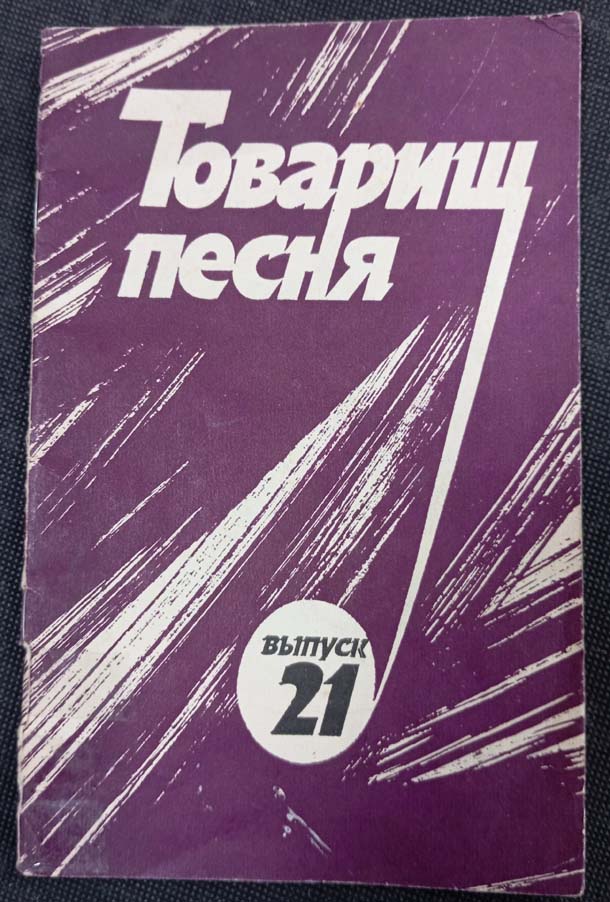 Товарищ
песня
выпуск
21